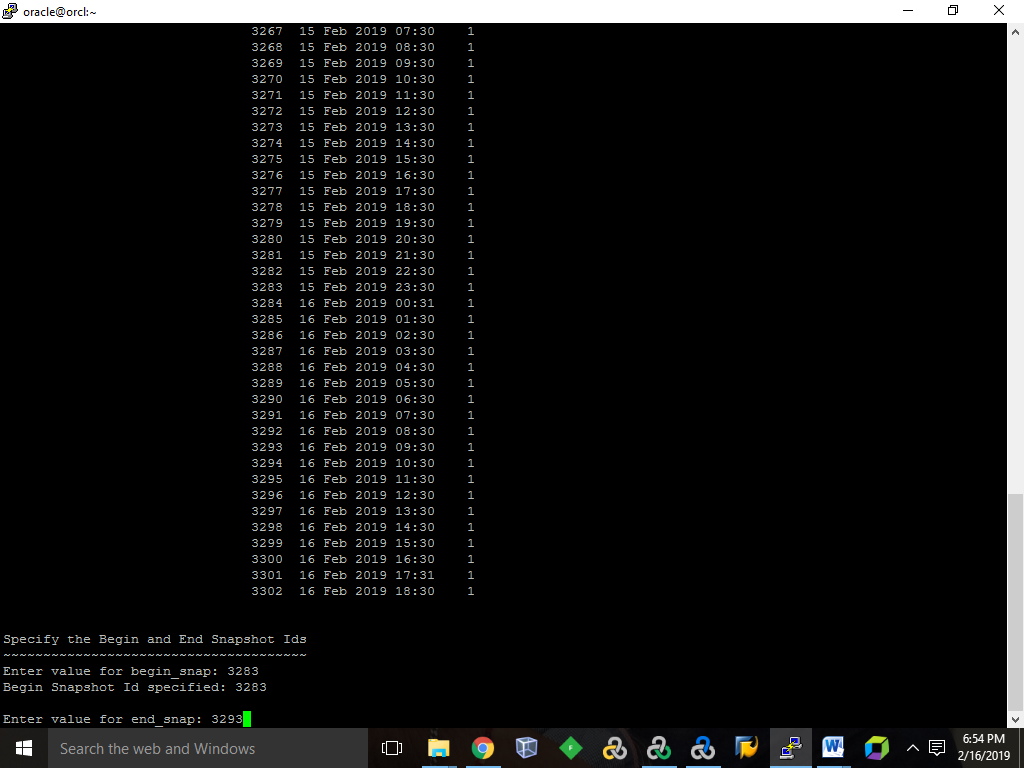 oracle@orcl:~
3267 15 Feb 2019 07:30 1
3268 15 Feb 2019 08:30 1
3269 15 Feb 2019 09:30 1
3270 15 Feb 2019 10:30 1
3271 15 Feb 2019 11:30 1
3272 15 Feb 2019 12:30 1
3273 15 Feb 2019 13:30 1
3274 15 Feb 2019 14:30 1
3275 15 Feb 2019 15:30 1
3276 15 Feb 2019 16:30 1
3277 15 Feb 2019 17:30 1
3278 15 Feb 2019 18:30 1
3279 15 Feb 2019 19:30 1
3280 15 Feb 2019 20:30 1
3281 15 Feb 2019 21:30 1
3282 15 Feb 2019 22:30 1
3283 15 Feb 2019 23:30 1
3284 16 Feb 2019 00:31 1
3285 16 Feb 2019 01:30 1
3286 16 Feb 2019 02:30 1
3287 16 Feb 2019 03:30 1
3288 16 Feb 2019 04:30 1
3289 16 Feb 2019 05:30 1
3290 16 Feb 2019 06:30 1
3291 16 Feb 2019 07:30 1
3292 16 Feb 2019 08:30 1
3293 16 Feb 2019 09:30 1
3294 16 Feb 2019 10:30 1
3295 16 Feb 2019 11:30 1
3296 16 Feb 2019 12:30 1
3297 16 Feb 2019 13:30 1
3298 16 Feb 2019 14:30 1
3299 16 Feb 2019 15:30 1
3300 16 Feb 2019 16:30 1
3301 16 Feb 2019 17:31 1
3302 16 Feb 2019 18:30 1
Specify the Begin and End Snapshot Ids
~~~~~~~~~~~~~~~~~~~~~~~~~~~~~~~~~~~~~~
Enter value for begin_snap: 3283
Begin Snapshot Id specified: 3283
Enter value for end_snap: 3293
Search the web and Windows
6:54 PM
2/16/2019